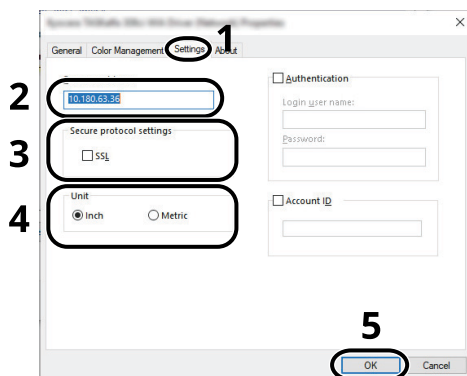 1
General Color Management Settings About
2
10.180.63.36
Authentication
Login user name:
Password:
3
Secure protocol settings
SSL
4
Unit
Inch Metric
Account ID
5
OK Cancel